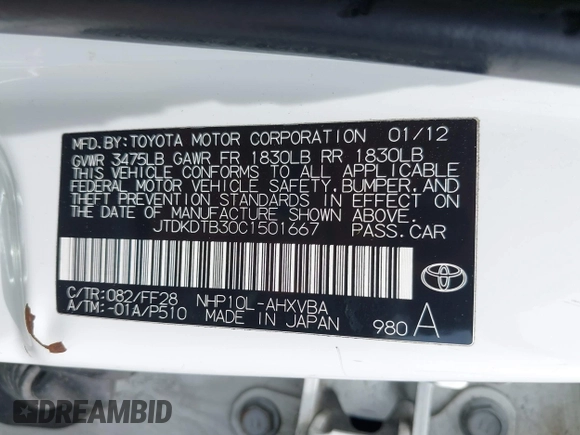 MFD.BY:TOYOTA MOTOR CORPORATION 01/12
GVWR 3475LB GAWR FR 1830LB RR 1830LB
THIS VEHICLE CONFORMS TO ALL APPLICABLE
FEDERAL MOTOR VEHICLE SAFETY,BUMPER,AND
THEFT PREVENTION STANDARDS IN EFFECT ON
THE DATE OF MANUFACTURE SHOWN ABOVE.
JTDKDTB30C1501667 PASS.CAR
C/TR:082/FF28 NHP10L-AHXVBA
A/TM:-01A/P510 MADE IN JAPAN 980 A
DREAMBID